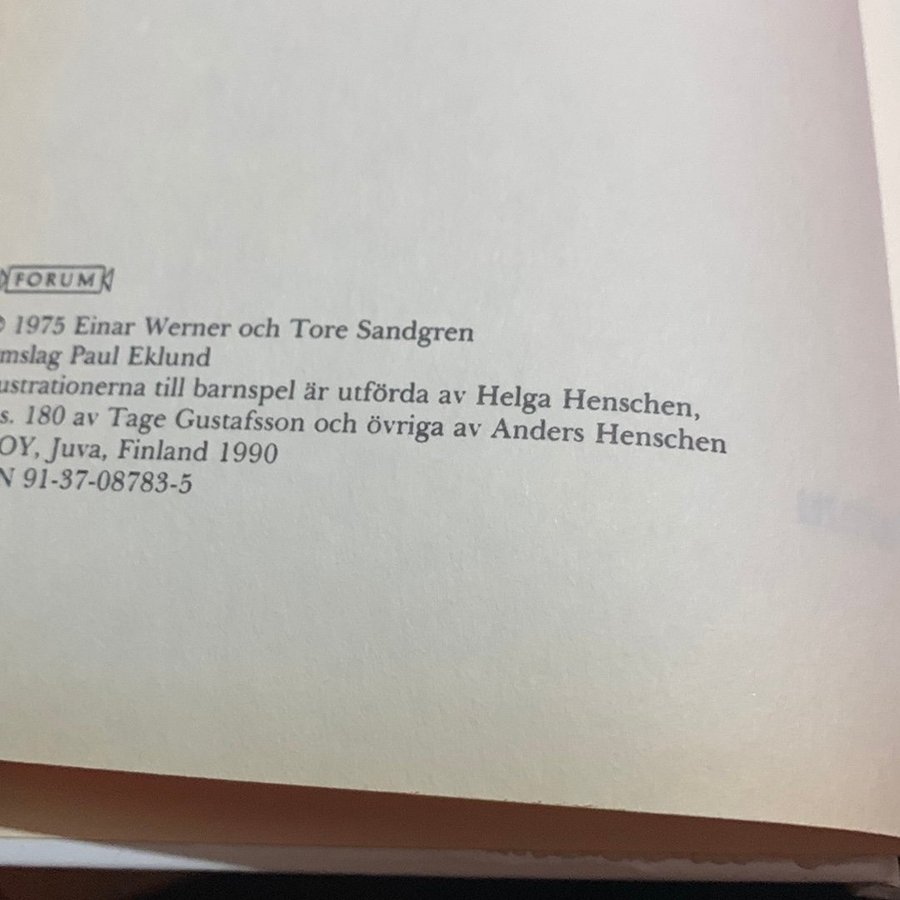 FORUM
© 1975 Einar Werner och Tore Sandgren
mslag Paul Eklund
ustrationerna till barnspel är utförda av Helga Henschen,
s. 180 av Tage Gustafsson och övriga av Anders Henschen
OY, Juva, Finland 1990
N 91-37-08783-5